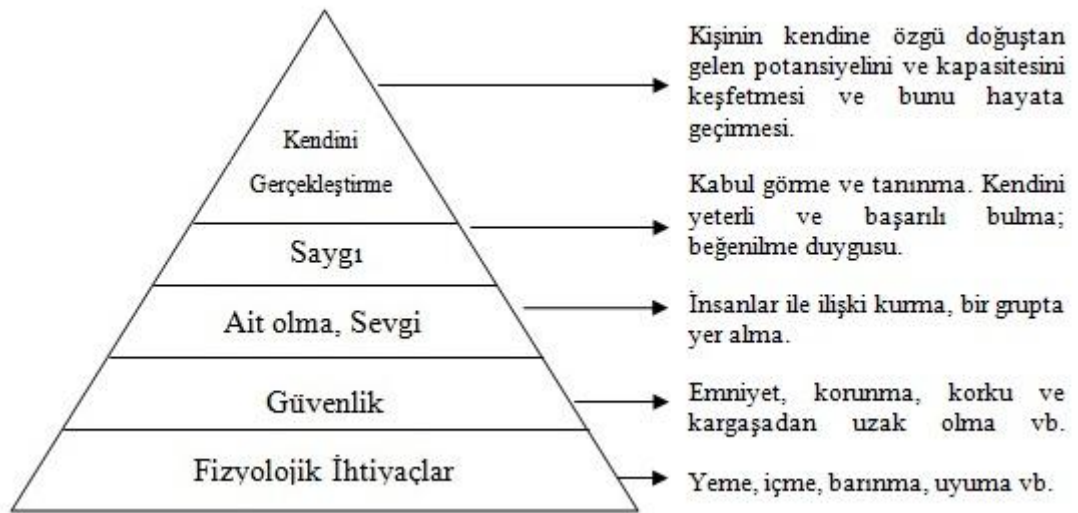 Kendini
Gerçekleştirme
Kişinin kendine özgü doğuştan
gelen potansiyelini ve kapasitesini
keşfetmesi ve bunu hayata
geçirmesi.
Saygı
Kabul görme ve tanınma. Kendini
yeterli ve başarılı bulma;
beğenilme duygusu.
Ait olma, Sevgi
İnsanlar ile ilişki kurma, bir grupta
yer alma.
Güvenlik
Emniyet, korunma, korku ve
kargaşadan uzak olma vb.
Fizyolojik İhtiyaçlar
Yeme, içme, barınma, uyuma vb.